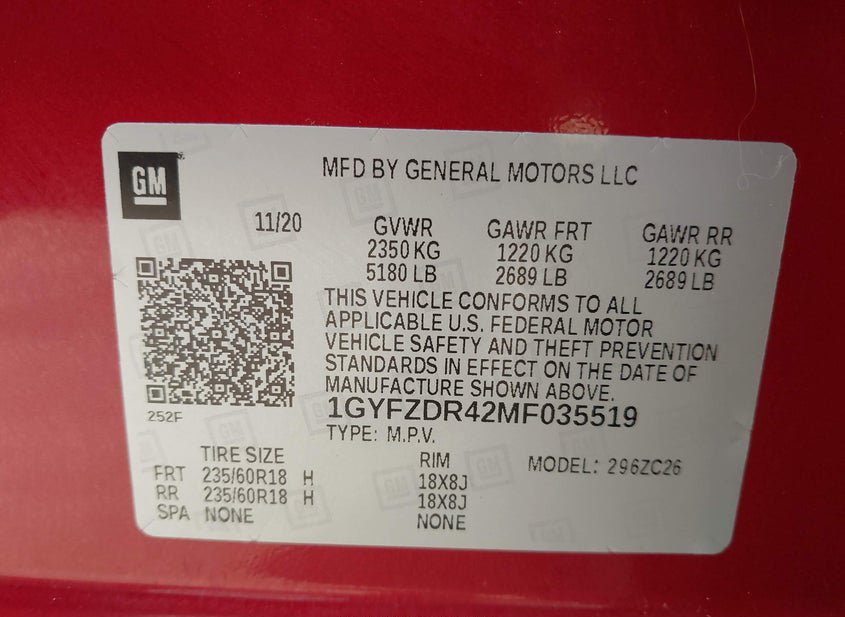 GM
MFD BY GENERAL MOTORS LLC
11/20 GVWR GAWR FRT GAWR RR
2350 KG 1220 KG 1220 KG
5180 LB 2689 LB 2689 LB
THIS VEHICLE CONFORMS TO ALL
APPLICABLE U.S. FEDERAL MOTOR
VEHICLE SAFETY AND THEFT PREVENTION
STANDARDS IN EFFECT ON THE DATE OF
MANUFACTURE SHOWN ABOVE.
1GYFZDR42MF035519
252F
TYPE: M.P.V.
TIRE SIZE RIM MODEL: 296ZC26
FRT 235/60R18 H 18X8J
RR 235/60R18 H 18X8J
SPA NONE NONE